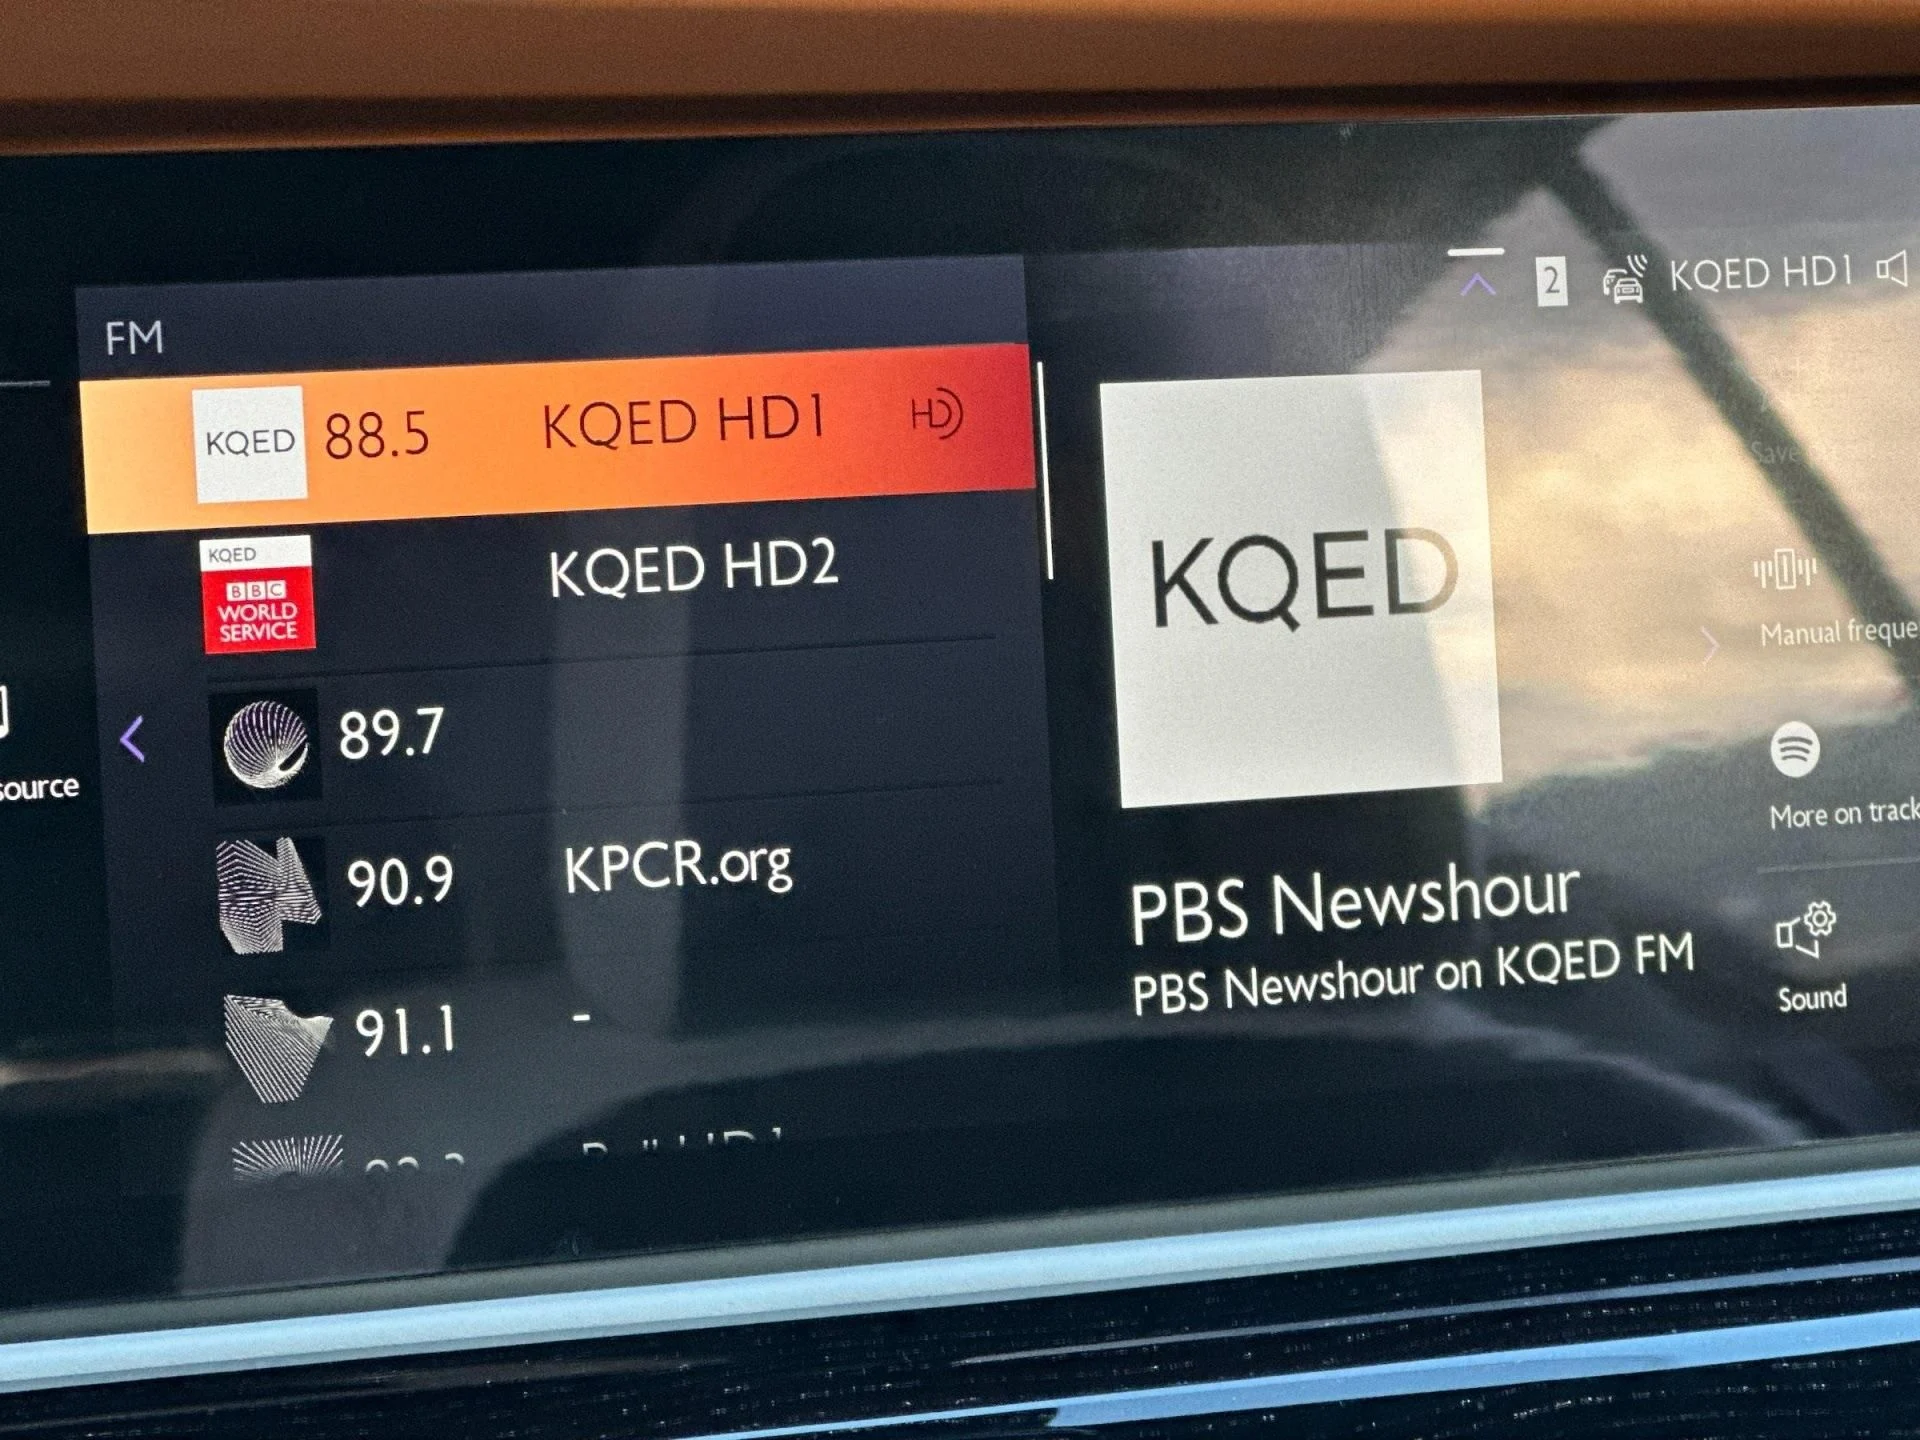 FM
2 KQED HD1
KQED 88.5 KQED HD1 HD
KQED
BBC
WORLD
SERVICE
KQED HD2
89.7
90.9 KPCR.org
91.1 -
source
KQED
PBS Newshour
PBS Newshour on KQED FM
Save
Manual freque
More on track
Sound